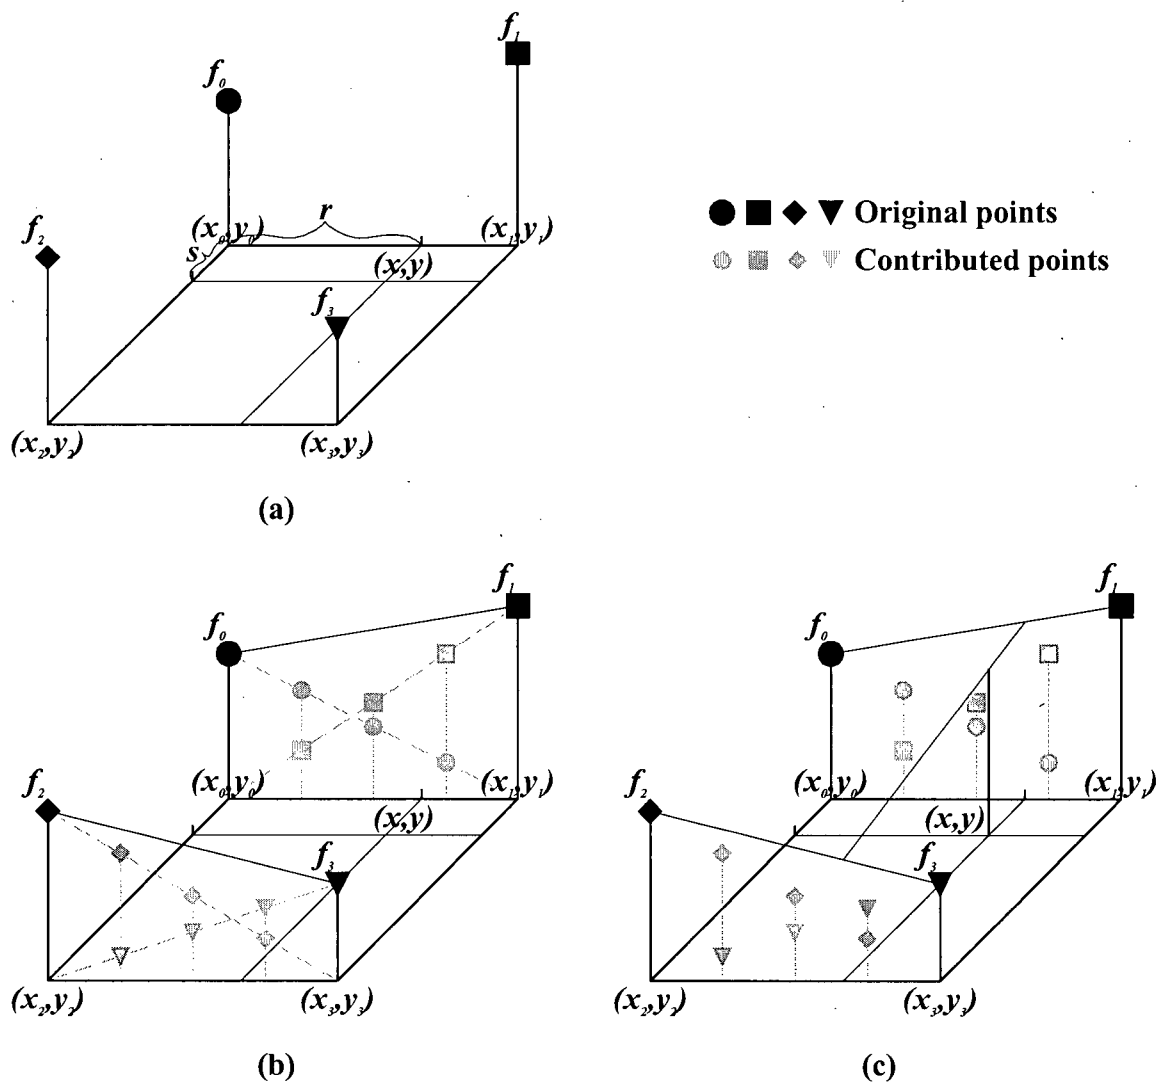 f₁
f₀
f₂
(x₀,y₀)
r
(x₁,y₁)
s
(x,y)
f₃
(x₂,y₂)
(x₃,y₃)
(a)
Original points
Contributed points
f₁
f₀
(x₀,y₀)
(x₁,y₁)
f₂
(x,y)
f₃
(x₂,y₂)
(x₃,y₃)
(b)
f₁
f₀
(x₀,y₀)
(x₁,y₁)
f₂
(x,y)
f₃
(x₂,y₂)
(x₃,y₃)
(c)